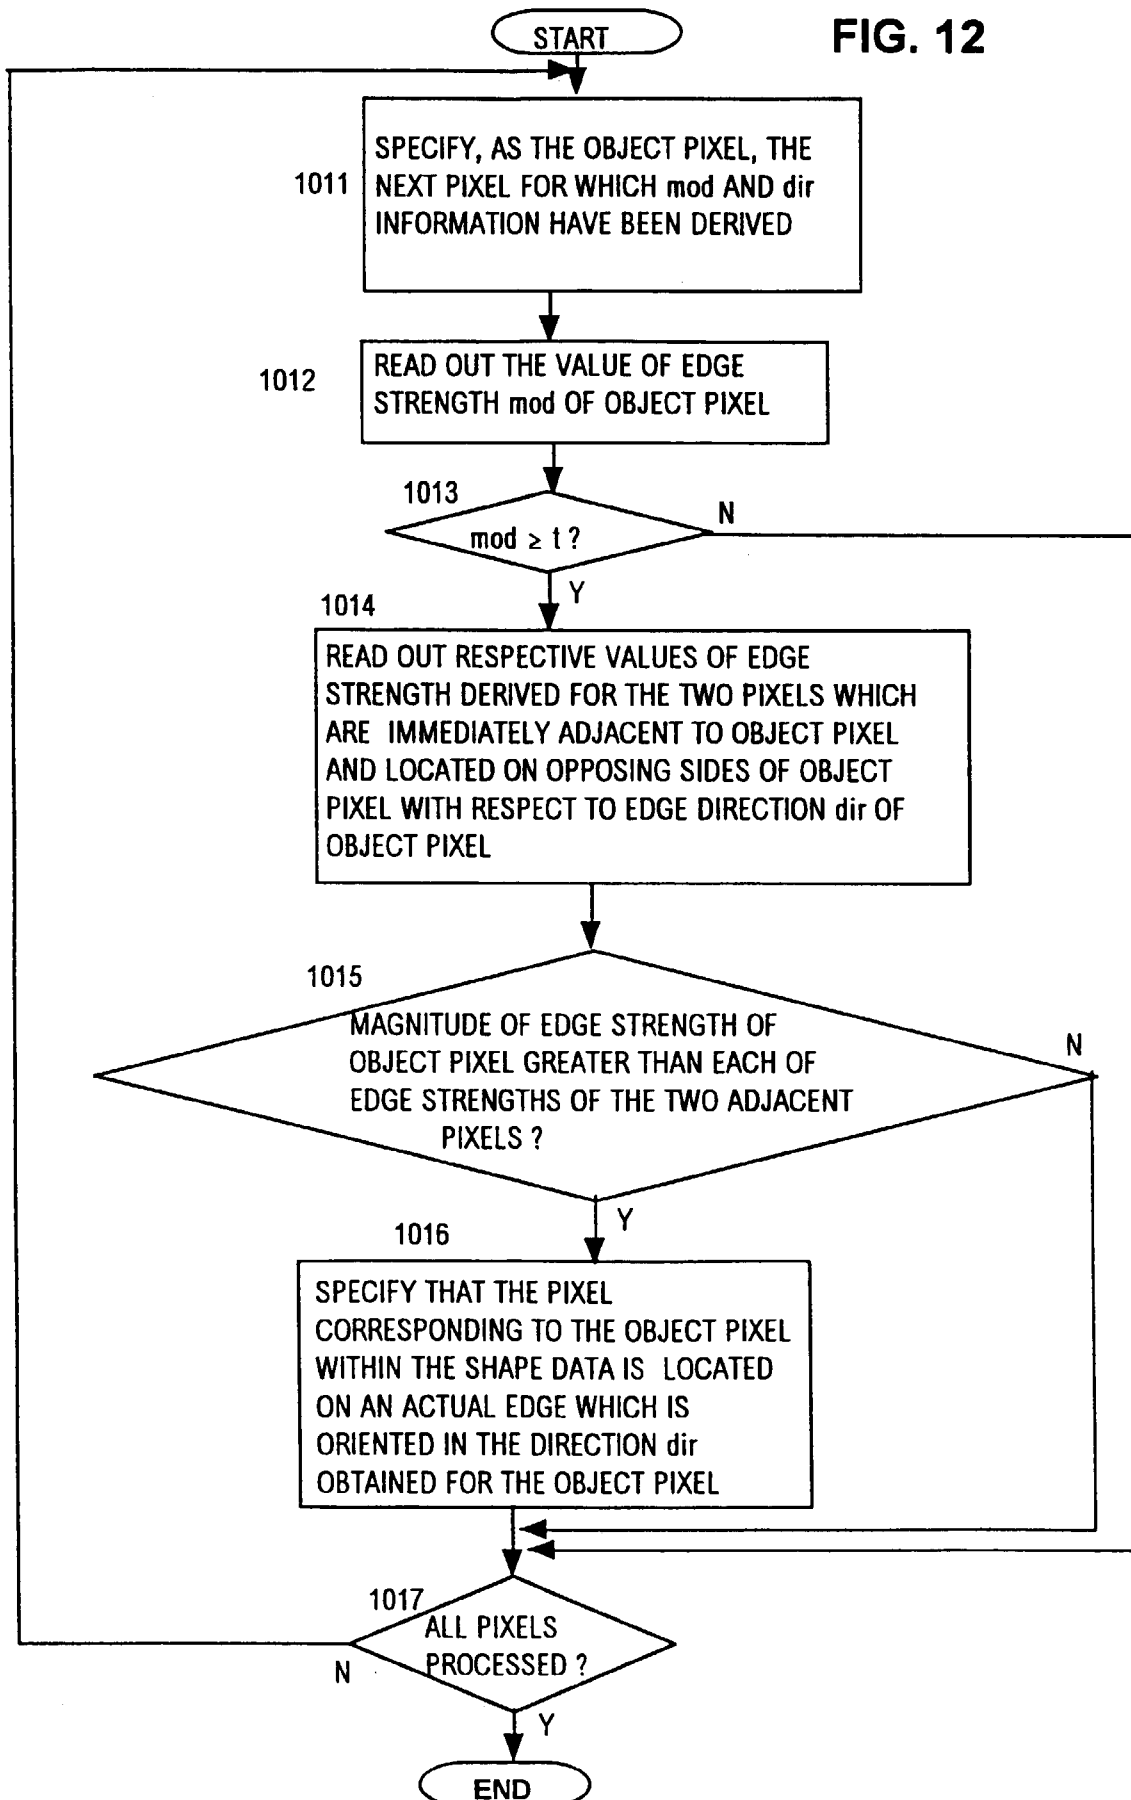 START
FIG. 12
1011
SPECIFY, AS THE OBJECT PIXEL, THE
NEXT PIXEL FOR WHICH mod AND dir
INFORMATION HAVE BEEN DERIVED
1012
READ OUT THE VALUE OF EDGE
STRENGTH mod OF OBJECT PIXEL
1013
mod ≥ t ?
N
Y
1014
READ OUT RESPECTIVE VALUES OF EDGE
STRENGTH DERIVED FOR THE TWO PIXELS WHICH
ARE IMMEDIATELY ADJACENT TO OBJECT PIXEL
AND LOCATED ON OPPOSING SIDES OF OBJECT
PIXEL WITH RESPECT TO EDGE DIRECTION dir OF
OBJECT PIXEL
1015
MAGNITUDE OF EDGE STRENGTH OF
OBJECT PIXEL GREATER THAN EACH OF
EDGE STRENGTHS OF THE TWO ADJACENT
PIXELS ?
N
Y
1016
SPECIFY THAT THE PIXEL
CORRESPONDING TO THE OBJECT PIXEL
WITHIN THE SHAPE DATA IS LOCATED
ON AN ACTUAL EDGE WHICH IS
ORIENTED IN THE DIRECTION dir
OBTAINED FOR THE OBJECT PIXEL
1017
ALL PIXELS
PROCESSED ?
N
Y
END